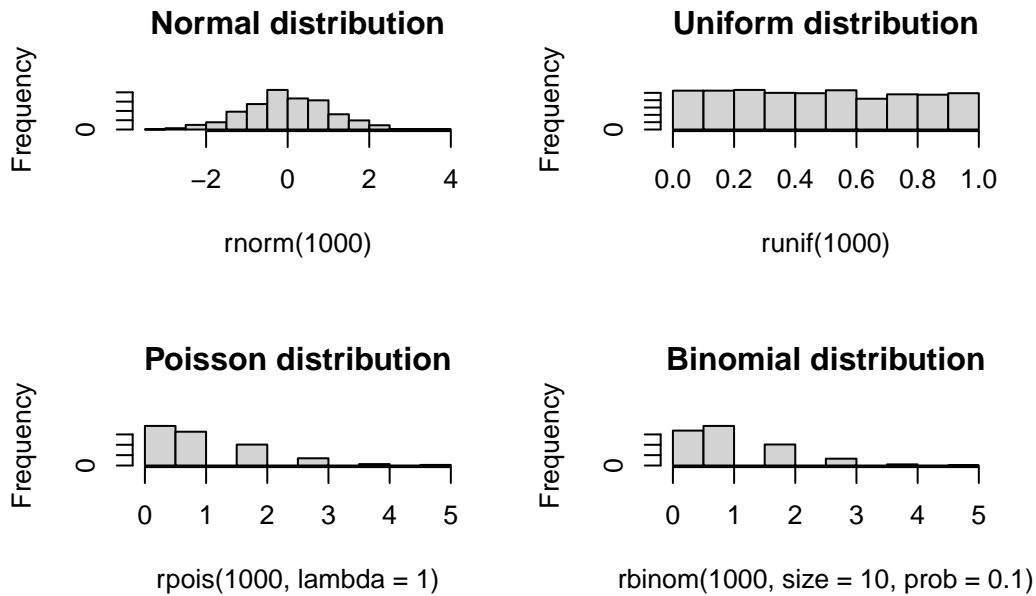 Normal distribution
Frequency
0
−2 0 2 4
rnorm(1000)
Uniform distribution
Frequency
0
0.0 0.2 0.4 0.6 0.8 1.0
runif(1000)
Poisson distribution
Frequency
0
0 1 2 3 4 5
rpois(1000, lambda = 1)
Binomial distribution
Frequency
0
0 1 2 3 4 5
rbinom(1000, size = 10, prob = 0.1)